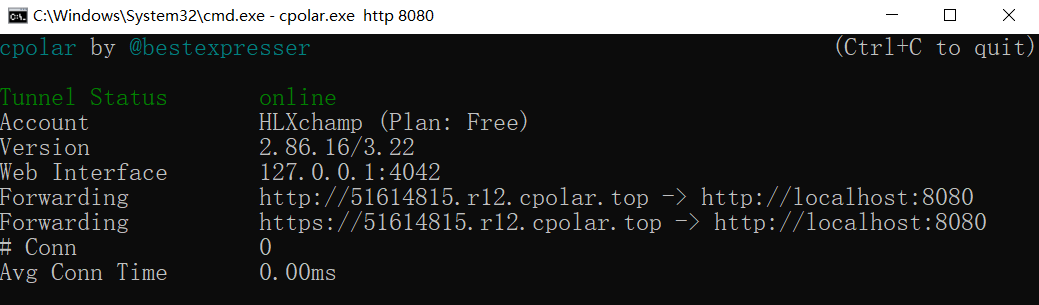 C:\Windows\System32\cmd.exe - cpolar.exe  http 8080
cpolar by @bestexpresser (Ctrl+C to quit)
Tunnel Status online
Account HLXchamp (Plan: Free)
Version 2.86.16/3.22
Web Interface 127.0.0.1:4042
Forwarding http://51614815.r12.cpolar.top -> http://localhost:8080
Forwarding https://51614815.r12.cpolar.top -> http://localhost:8080
# Conn 0
Avg Conn Time 0.00ms